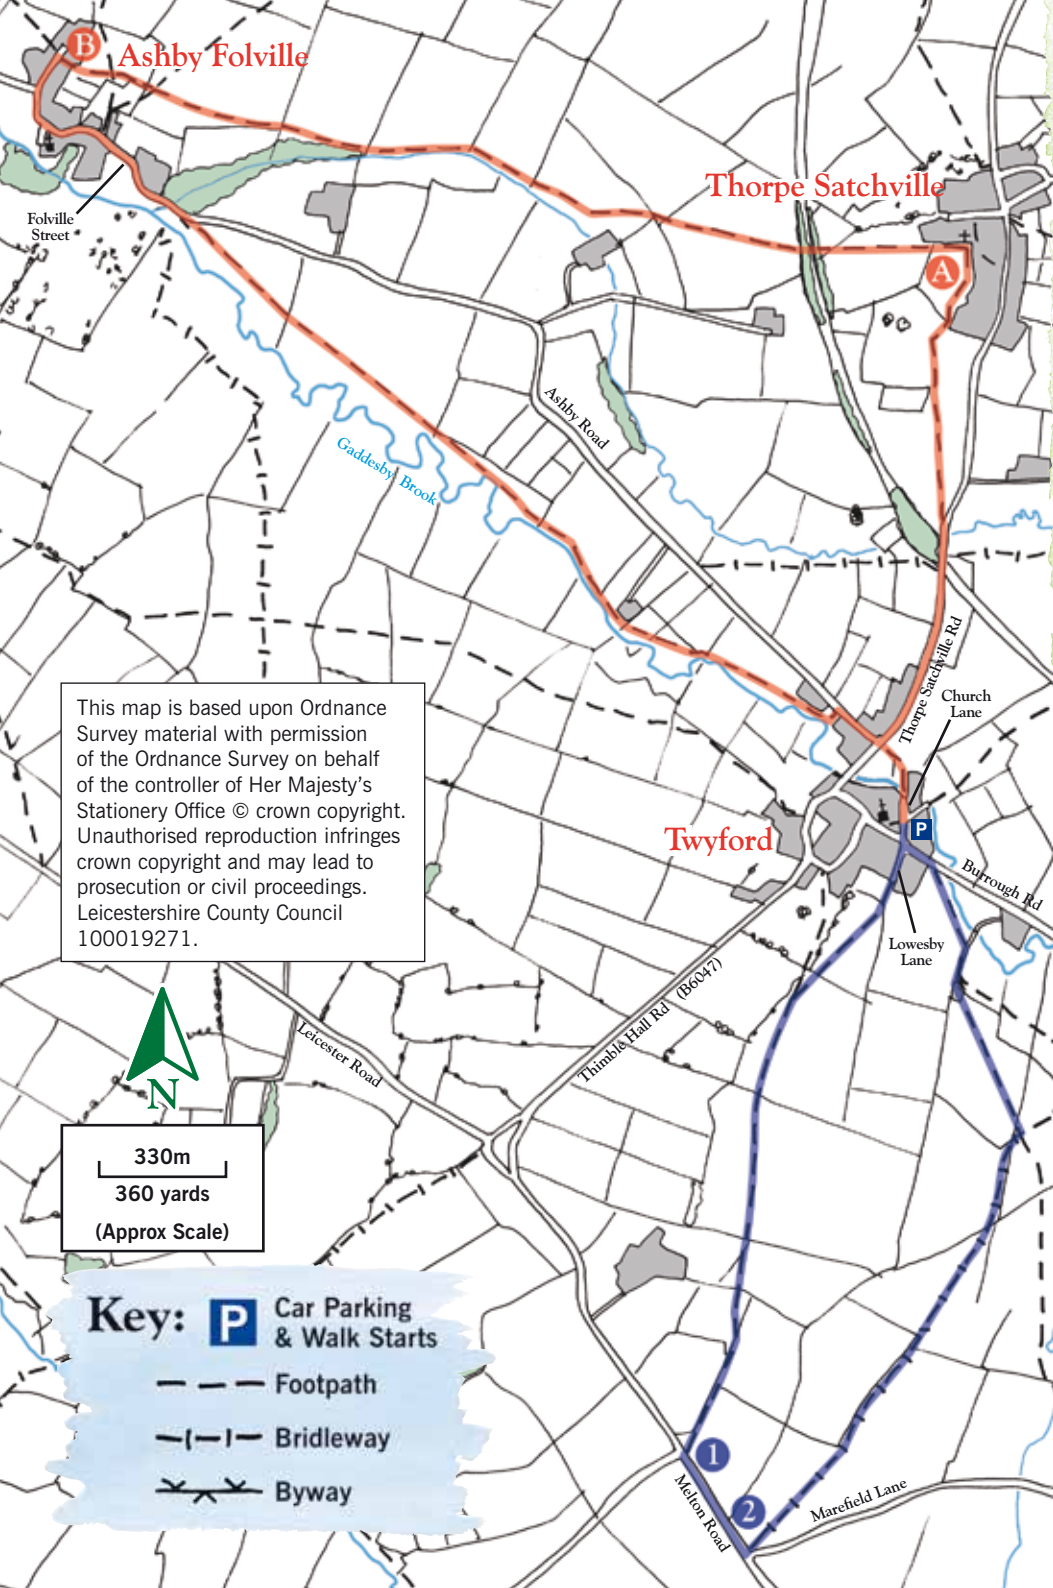 B
Ashby Folville
Thorpe Satchville
Folville
Street
A
Ashby Road
Gaddesby Brook
Thorpe Satchville Rd
Church
Lane
This map is based upon Ordnance
Survey material with permission
of the Ordnance Survey on behalf
of the controller of Her Majesty's
Stationery Office © crown copyright.
Unauthorised reproduction infringes
crown copyright and may lead to
prosecution or civil proceedings.
Leicestershire County Council
100019271.
P
Twyford
Burrough Rd
Lowesby
Lane
Thimble Hall Rd (B6047)
Leicester Road
N
330m
360 yards
(Approx Scale)
Key:
P
Car Parking
& Walk Starts
Footpath
Bridleway
Byway
1
2
Melton Road
Marefield Lane